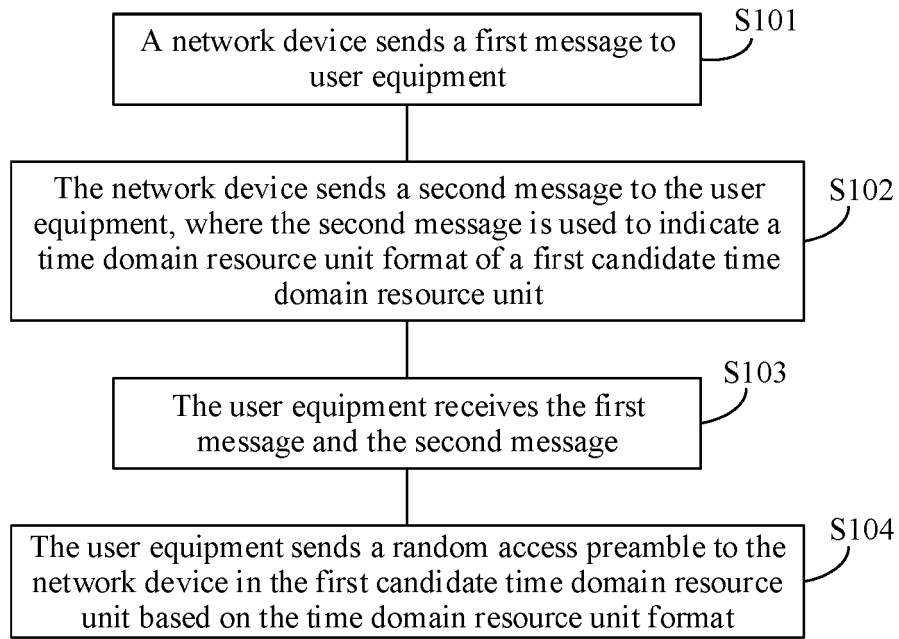 A network device sends a first message to
user equipment
S101
The network device sends a second message to the user
equipment, where the second message is used to indicate a
time domain resource unit format of a first candidate time
domain resource unit
S102
The user equipment receives the first
message and the second message
S103
The user equipment sends a random access preamble to the
network device in the first candidate time domain resource
unit based on the time domain resource unit format
S104